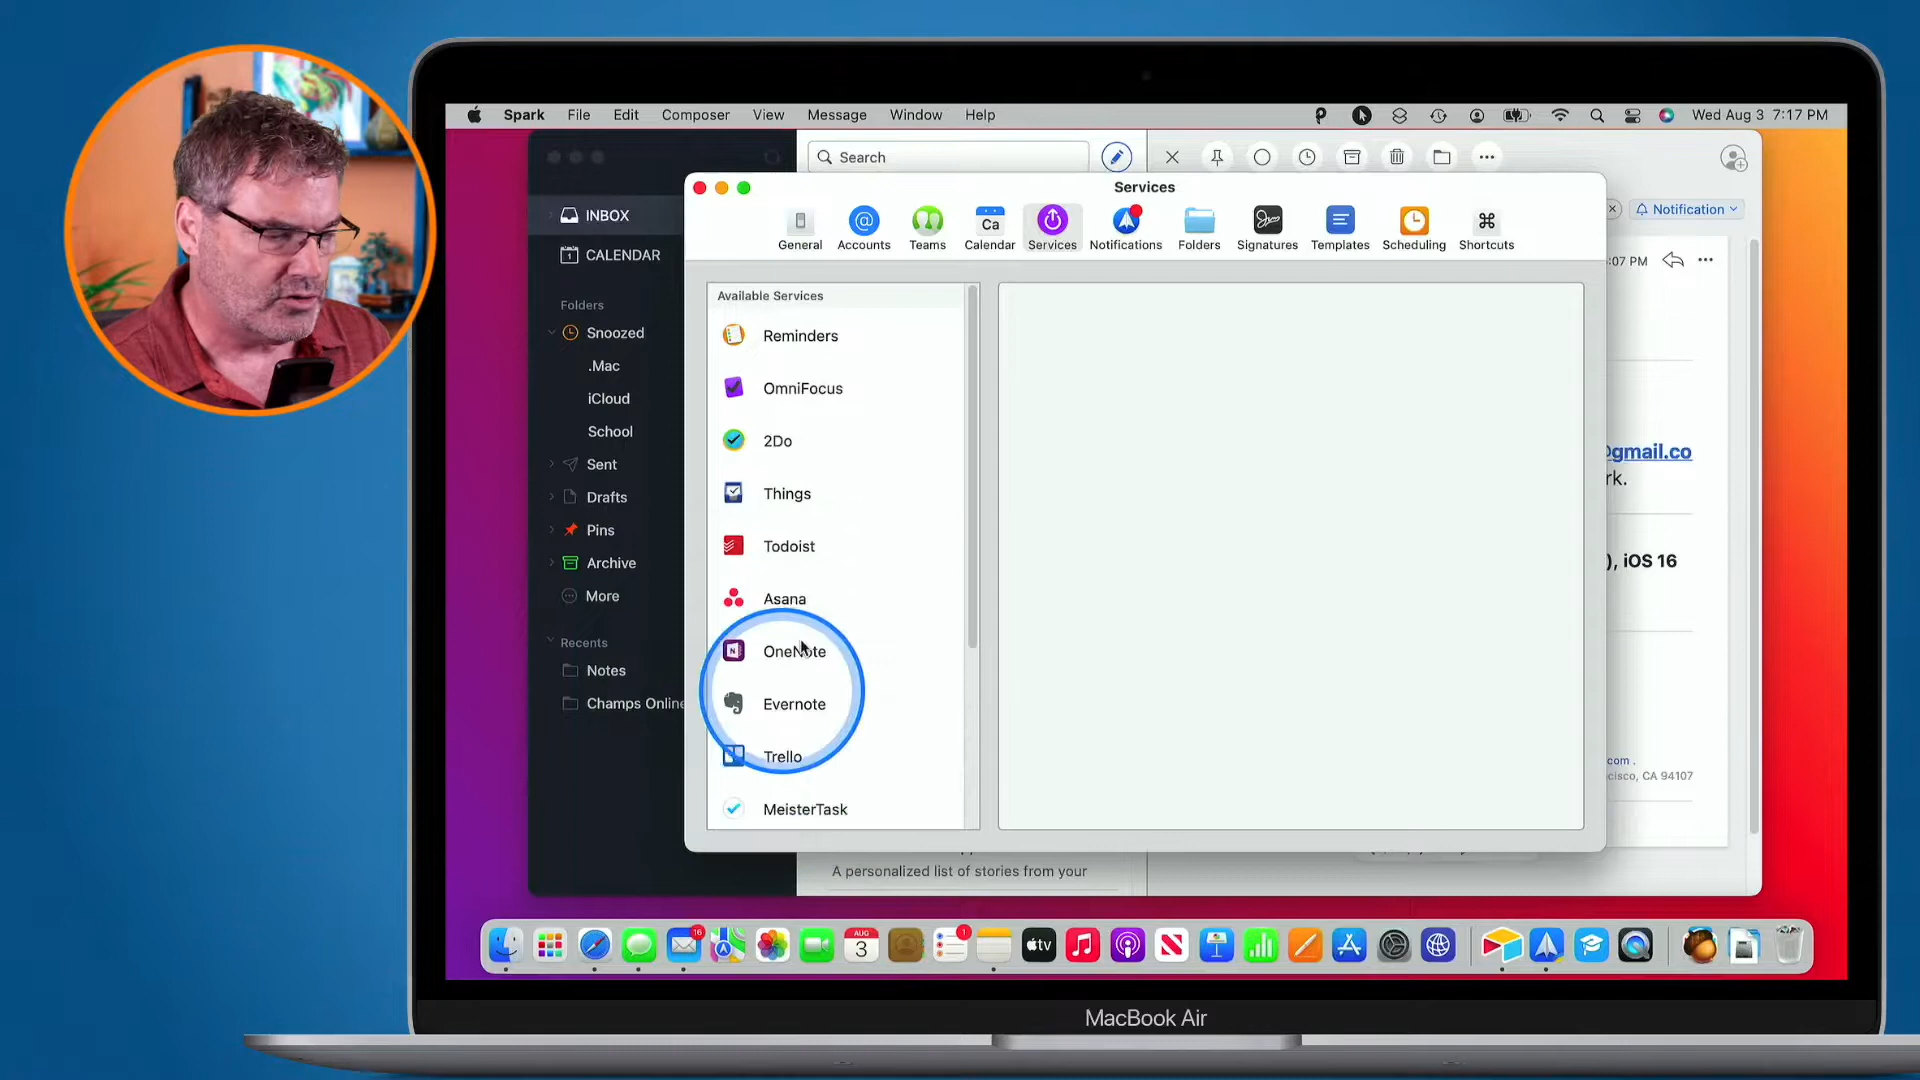 Spark File Edit Composer View Message Window Help Wed Aug 3 7:17 PM
Search
Services
INBOX
General Accounts Teams Calendar Services Notifications Folders Signatures Templates Scheduling Shortcuts
Ca
Notification
CALENDAR
:07 PM
Available Services
Folders
Snoozed
Reminders
.Mac
OmniFocus
iCloud
School
2Do
@gmail.co
rk.
Sent
Things
Drafts
Pins
Todoist
), iOS 16
Archive
More
Asana
Recents
OneNote
Notes
Evernote
Champs Online
Trello
com .
cisco, CA 94107
MeisterTask
A personalized list of stories from your
AUG
3
16
1
tv
MacBook Air